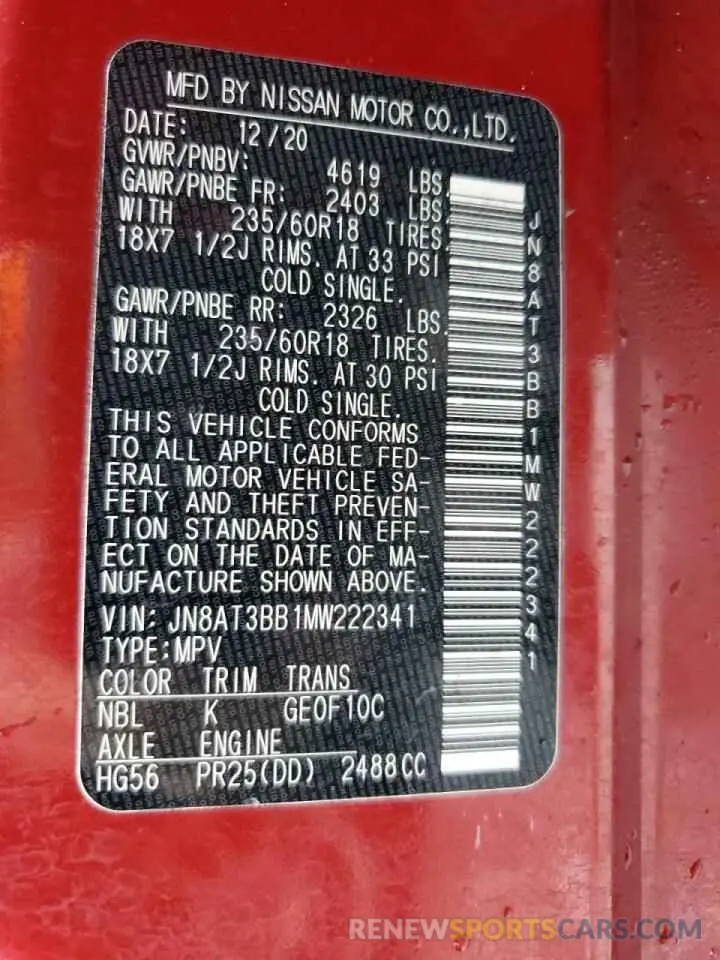 MFD BY NISSAN MOTOR CO.,LTD.
DATE: 12/20
GVWR/PNBV: 4619 LBS.
GAWR/PNBE FR: 2403 LBS.
WITH 235/60R18 TIRES.
18X7 1/2J RIMS. AT 33 PSI
COLD SINGLE.
GAWR/PNBE RR: 2326 LBS.
WITH 235/60R18 TIRES.
18X7 1/2J RIMS. AT 30 PSI
COLD SINGLE.
THIS VEHICLE CONFORMS
TO ALL APPLICABLE FED-
ERAL MOTOR VEHICLE SA-
FETY AND THEFT PREVEN-
TION STANDARDS IN EFF-
ECT ON THE DATE OF MA-
NUFACTURE SHOWN ABOVE.
VIN: JN8AT3BB1MW222341
TYPE:MPV
COLOR TRIM TRANS
NBL K GE0F10C
AXLE ENGINE
HG56 PR25(DD) 2488CC
JN8AT3BB1MW222341
RENEWSPORTSCARS.COM